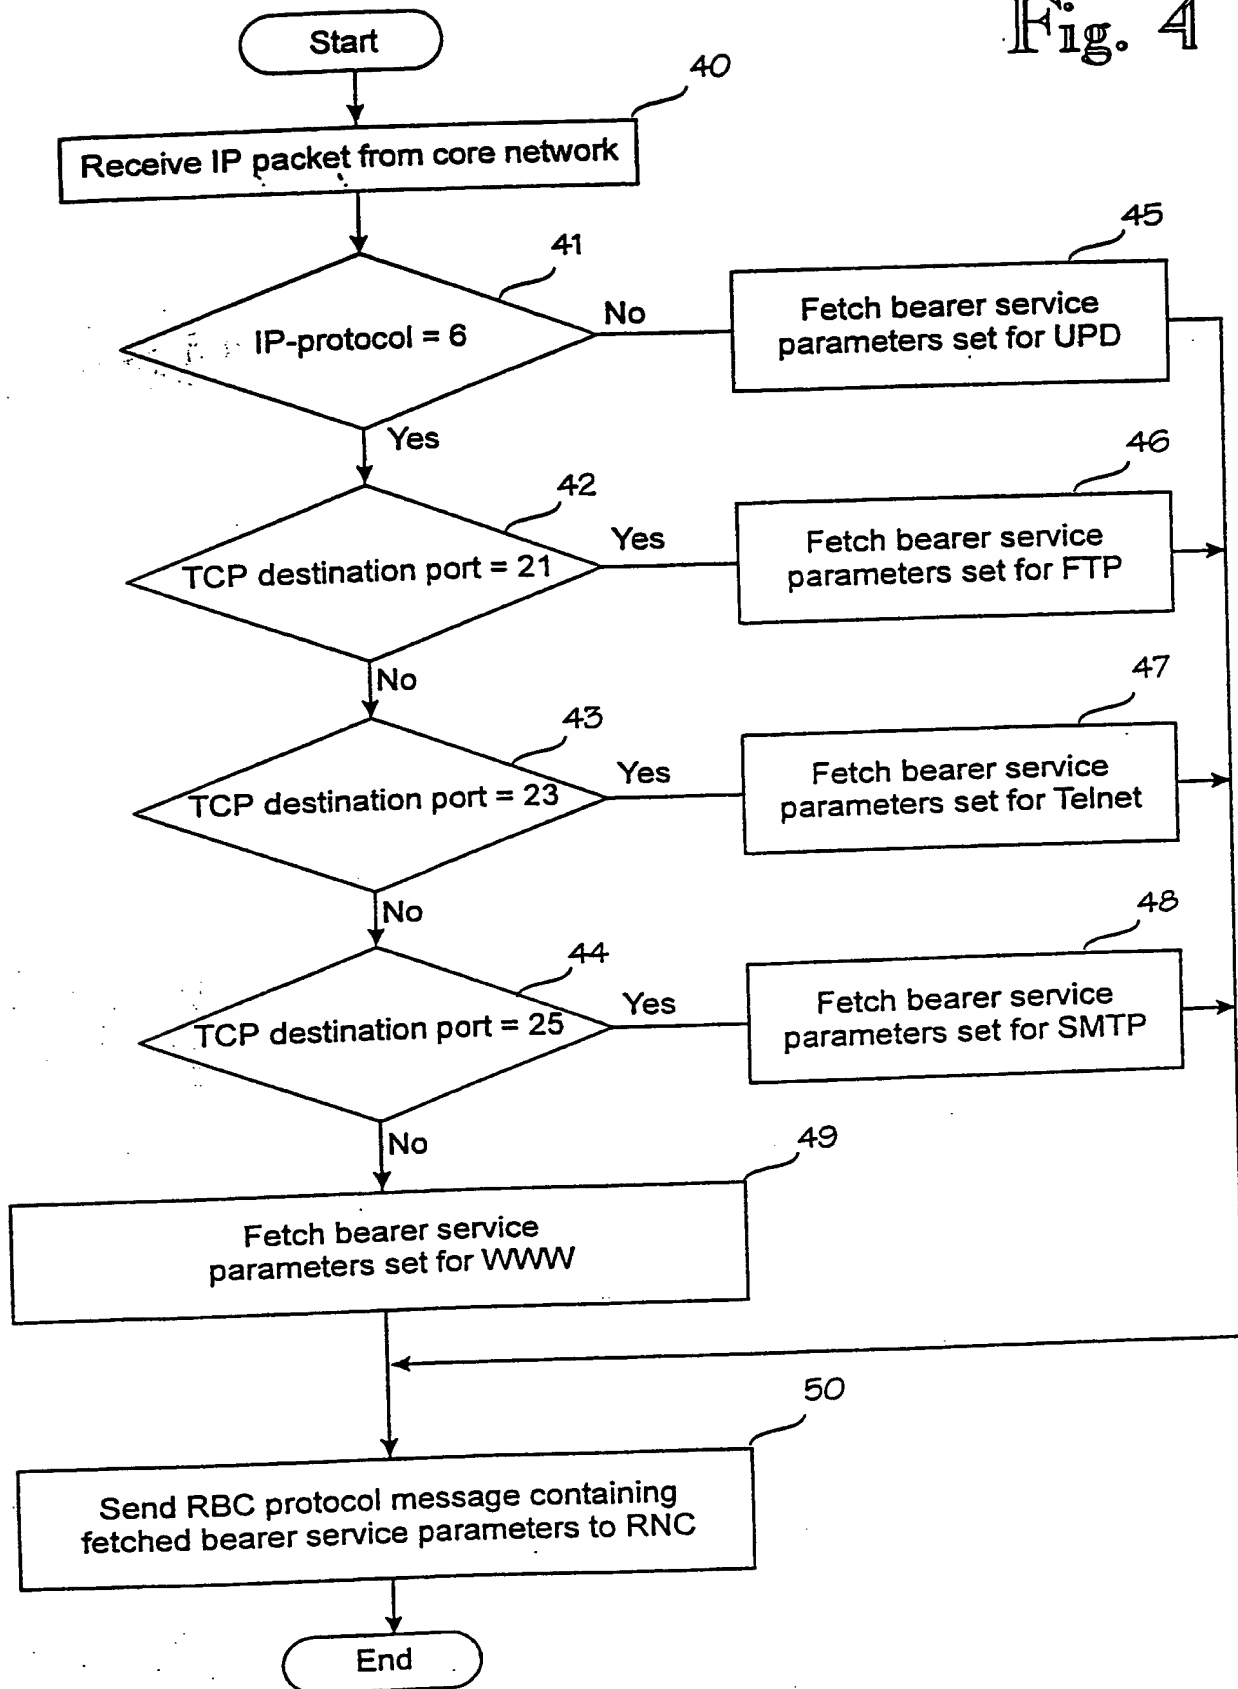 Fig. 4
Start
40
Receive IP packet from core network
41
45
IP-protocol = 6
No
Fetch bearer service
parameters set for UPD
Yes
42
46
TCP destination port = 21
Yes
Fetch bearer service
parameters set for FTP
No
43
47
TCP destination port = 23
Yes
Fetch bearer service
parameters set for Telnet
No
44
48
TCP destination port = 25
Yes
Fetch bearer service
parameters set for SMTP
No
49
Fetch bearer service
parameters set for WWW
50
Send RBC protocol message containing
fetched bearer service parameters to RNC
End